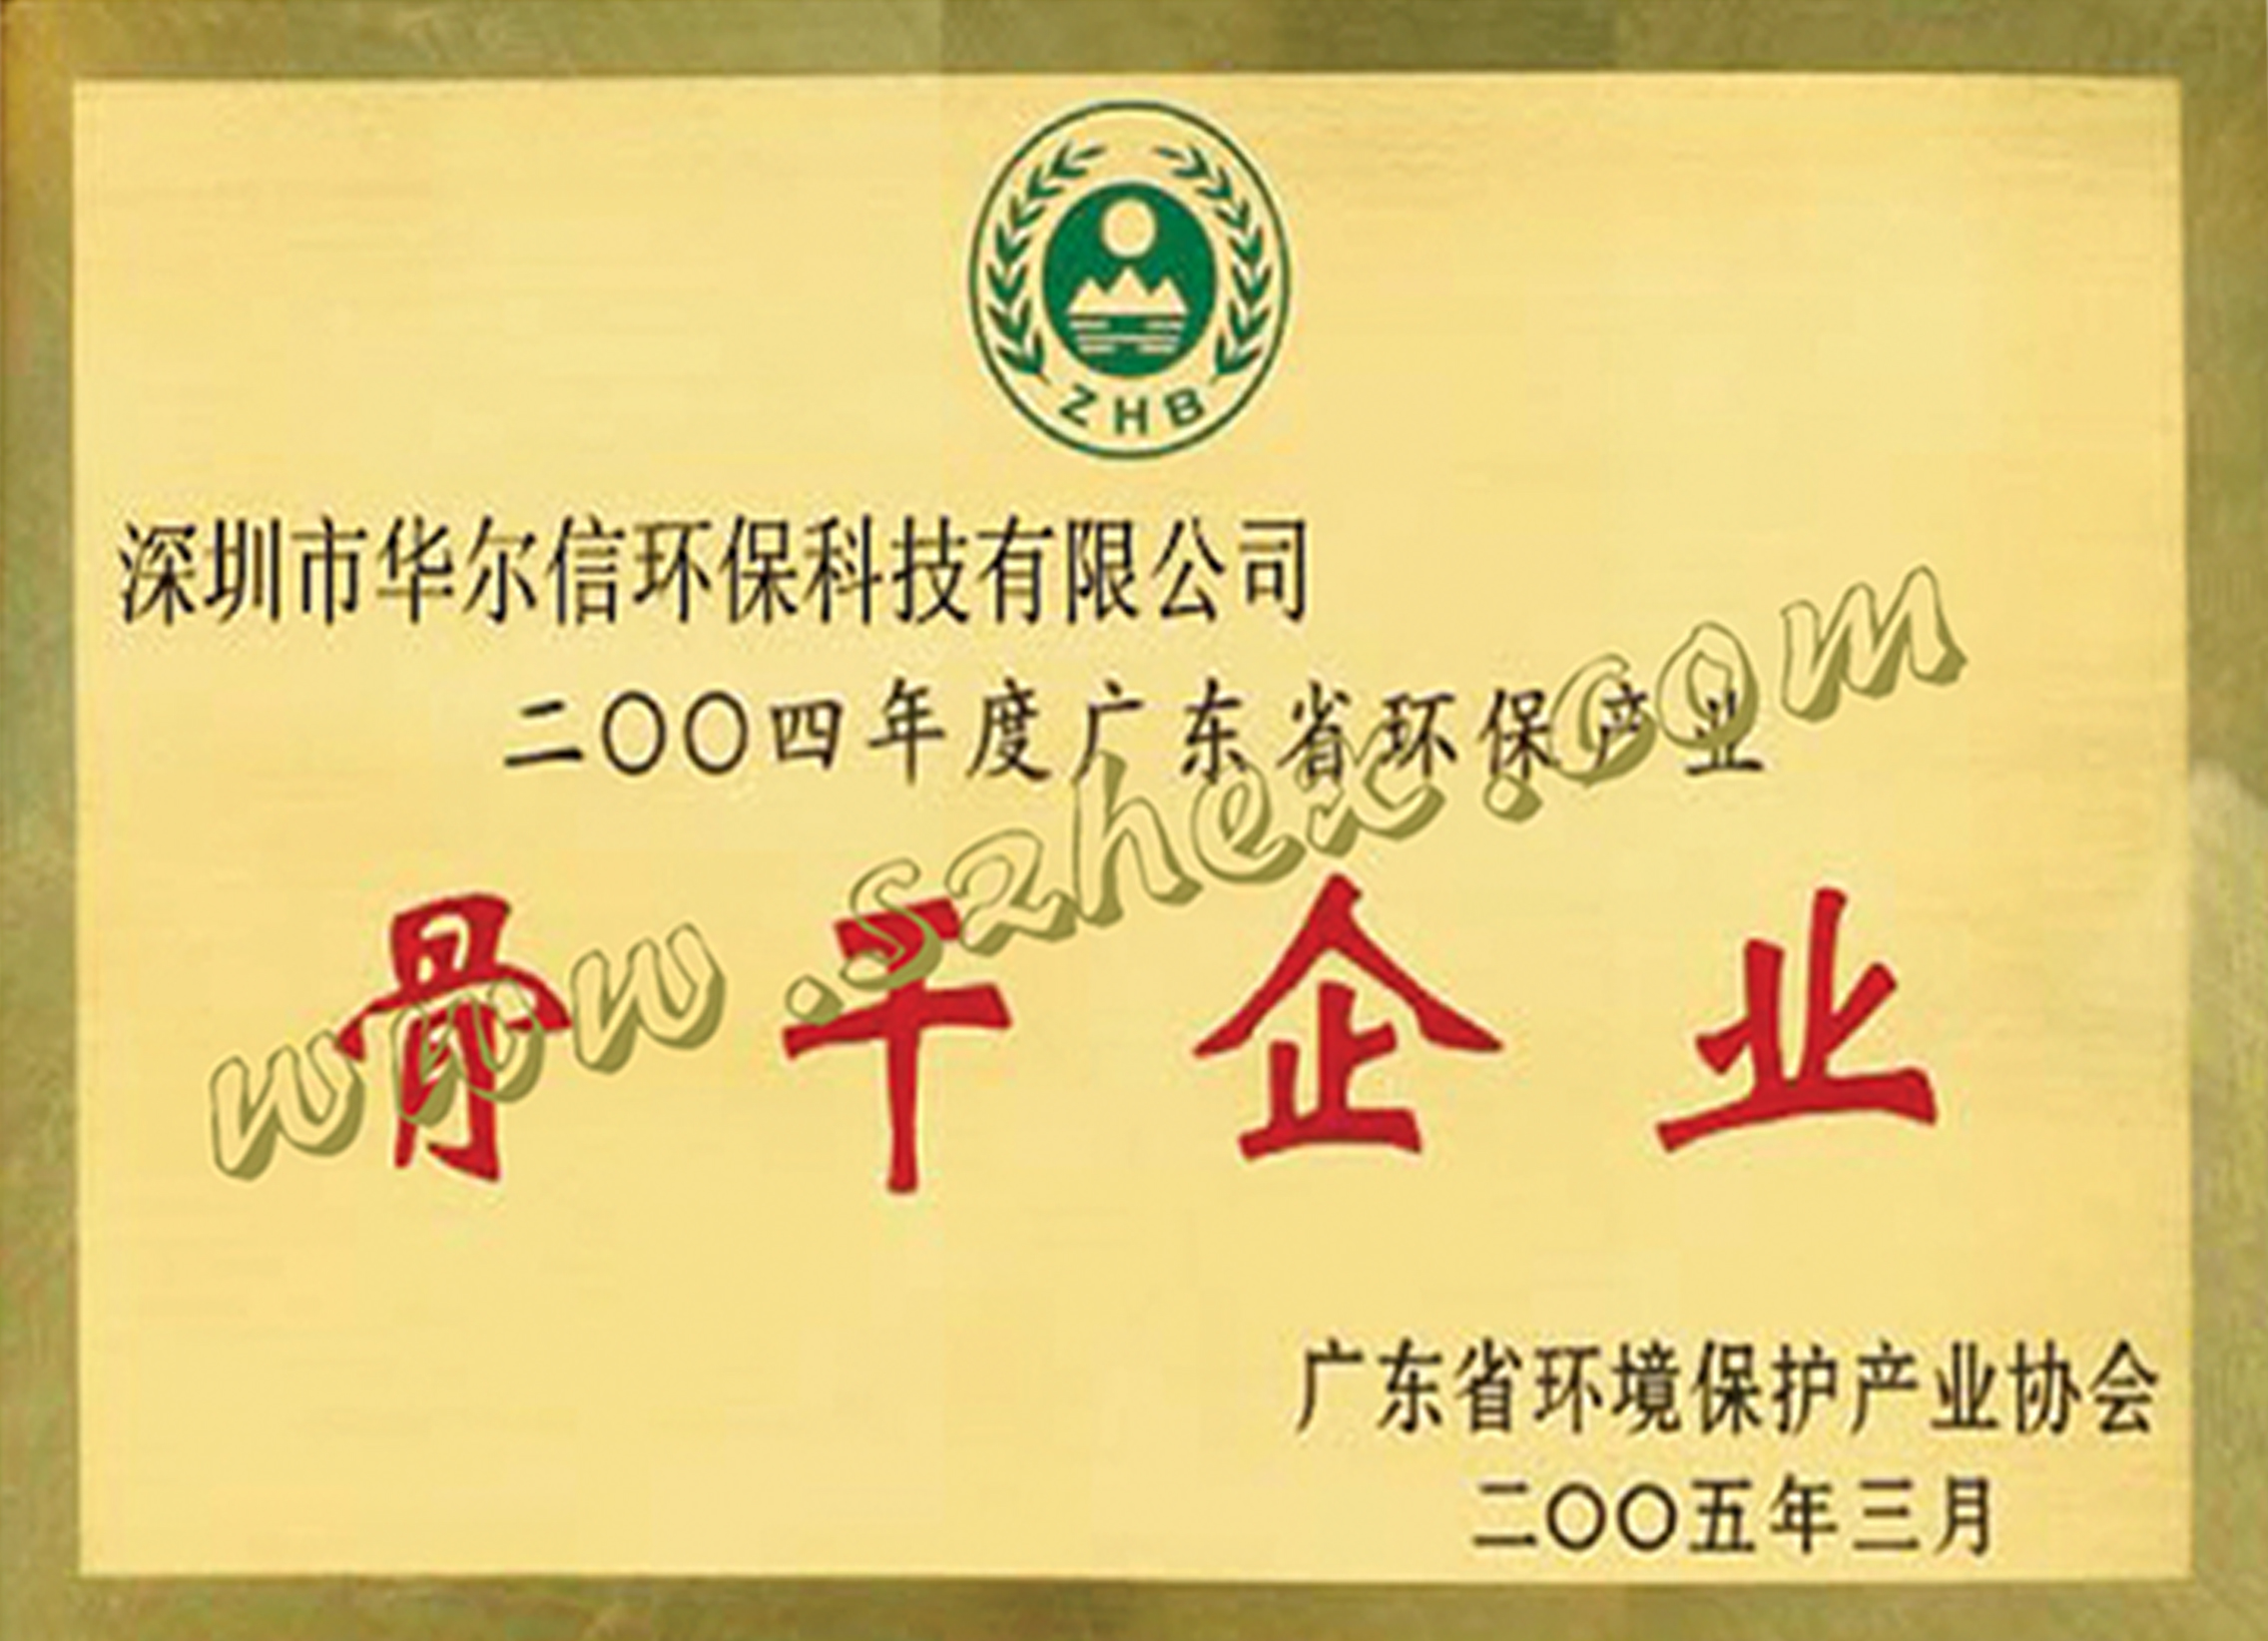 ZHB
深圳市华尔信环保科技有限公司
二〇〇四年度广东省环保产业
骨干企业
www.szhex.com
广东省环境保护产业协会
二〇〇五年三月